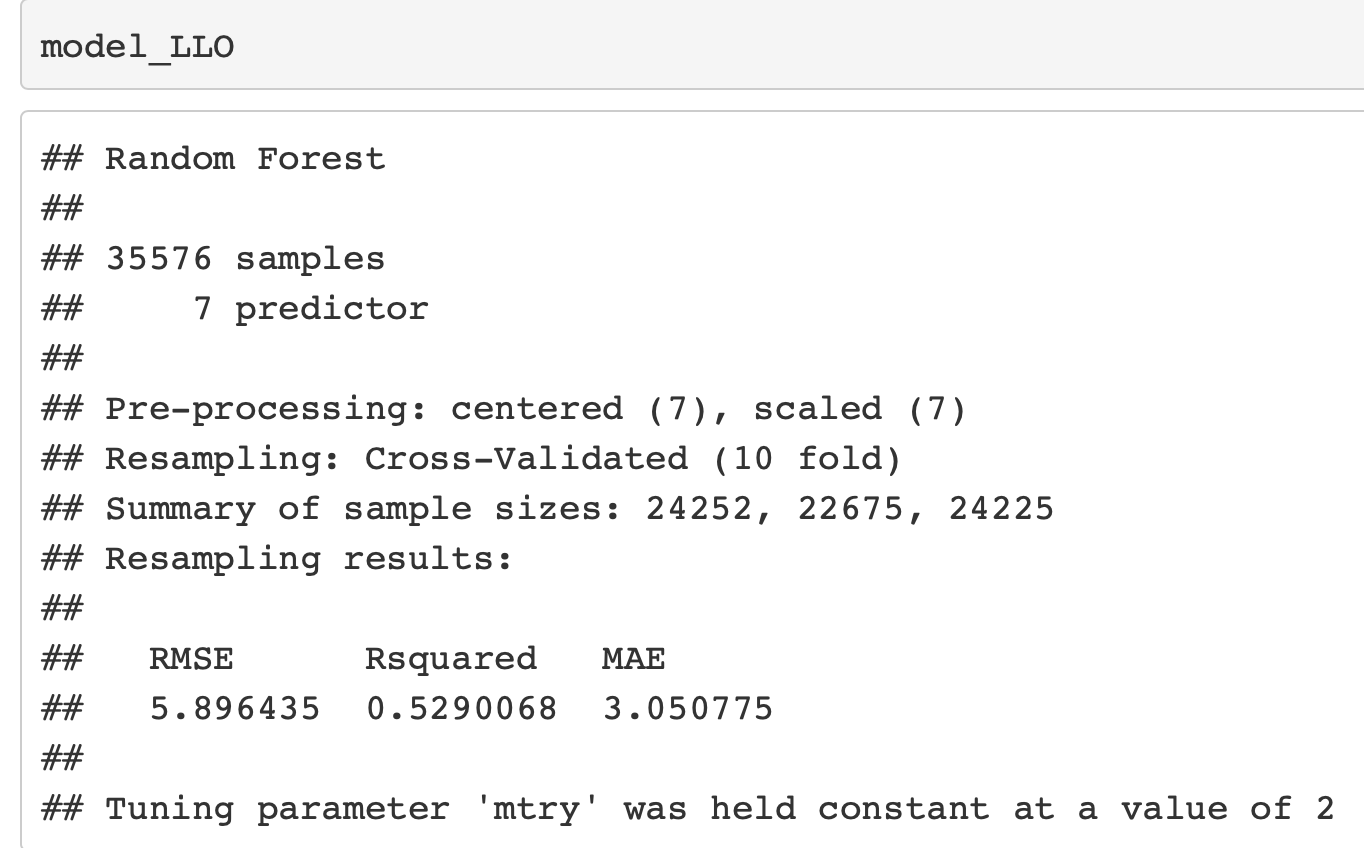 model_LLO
## Random Forest
##
## 35576 samples
##     7 predictor
##
## Pre-processing: centered (7), scaled (7)
## Resampling: Cross-Validated (10 fold)
## Summary of sample sizes: 24252, 22675, 24225
## Resampling results:
##
##   RMSE      Rsquared   MAE
##   5.896435  0.5290068  3.050775
##
## Tuning parameter 'mtry' was held constant at a value of 2